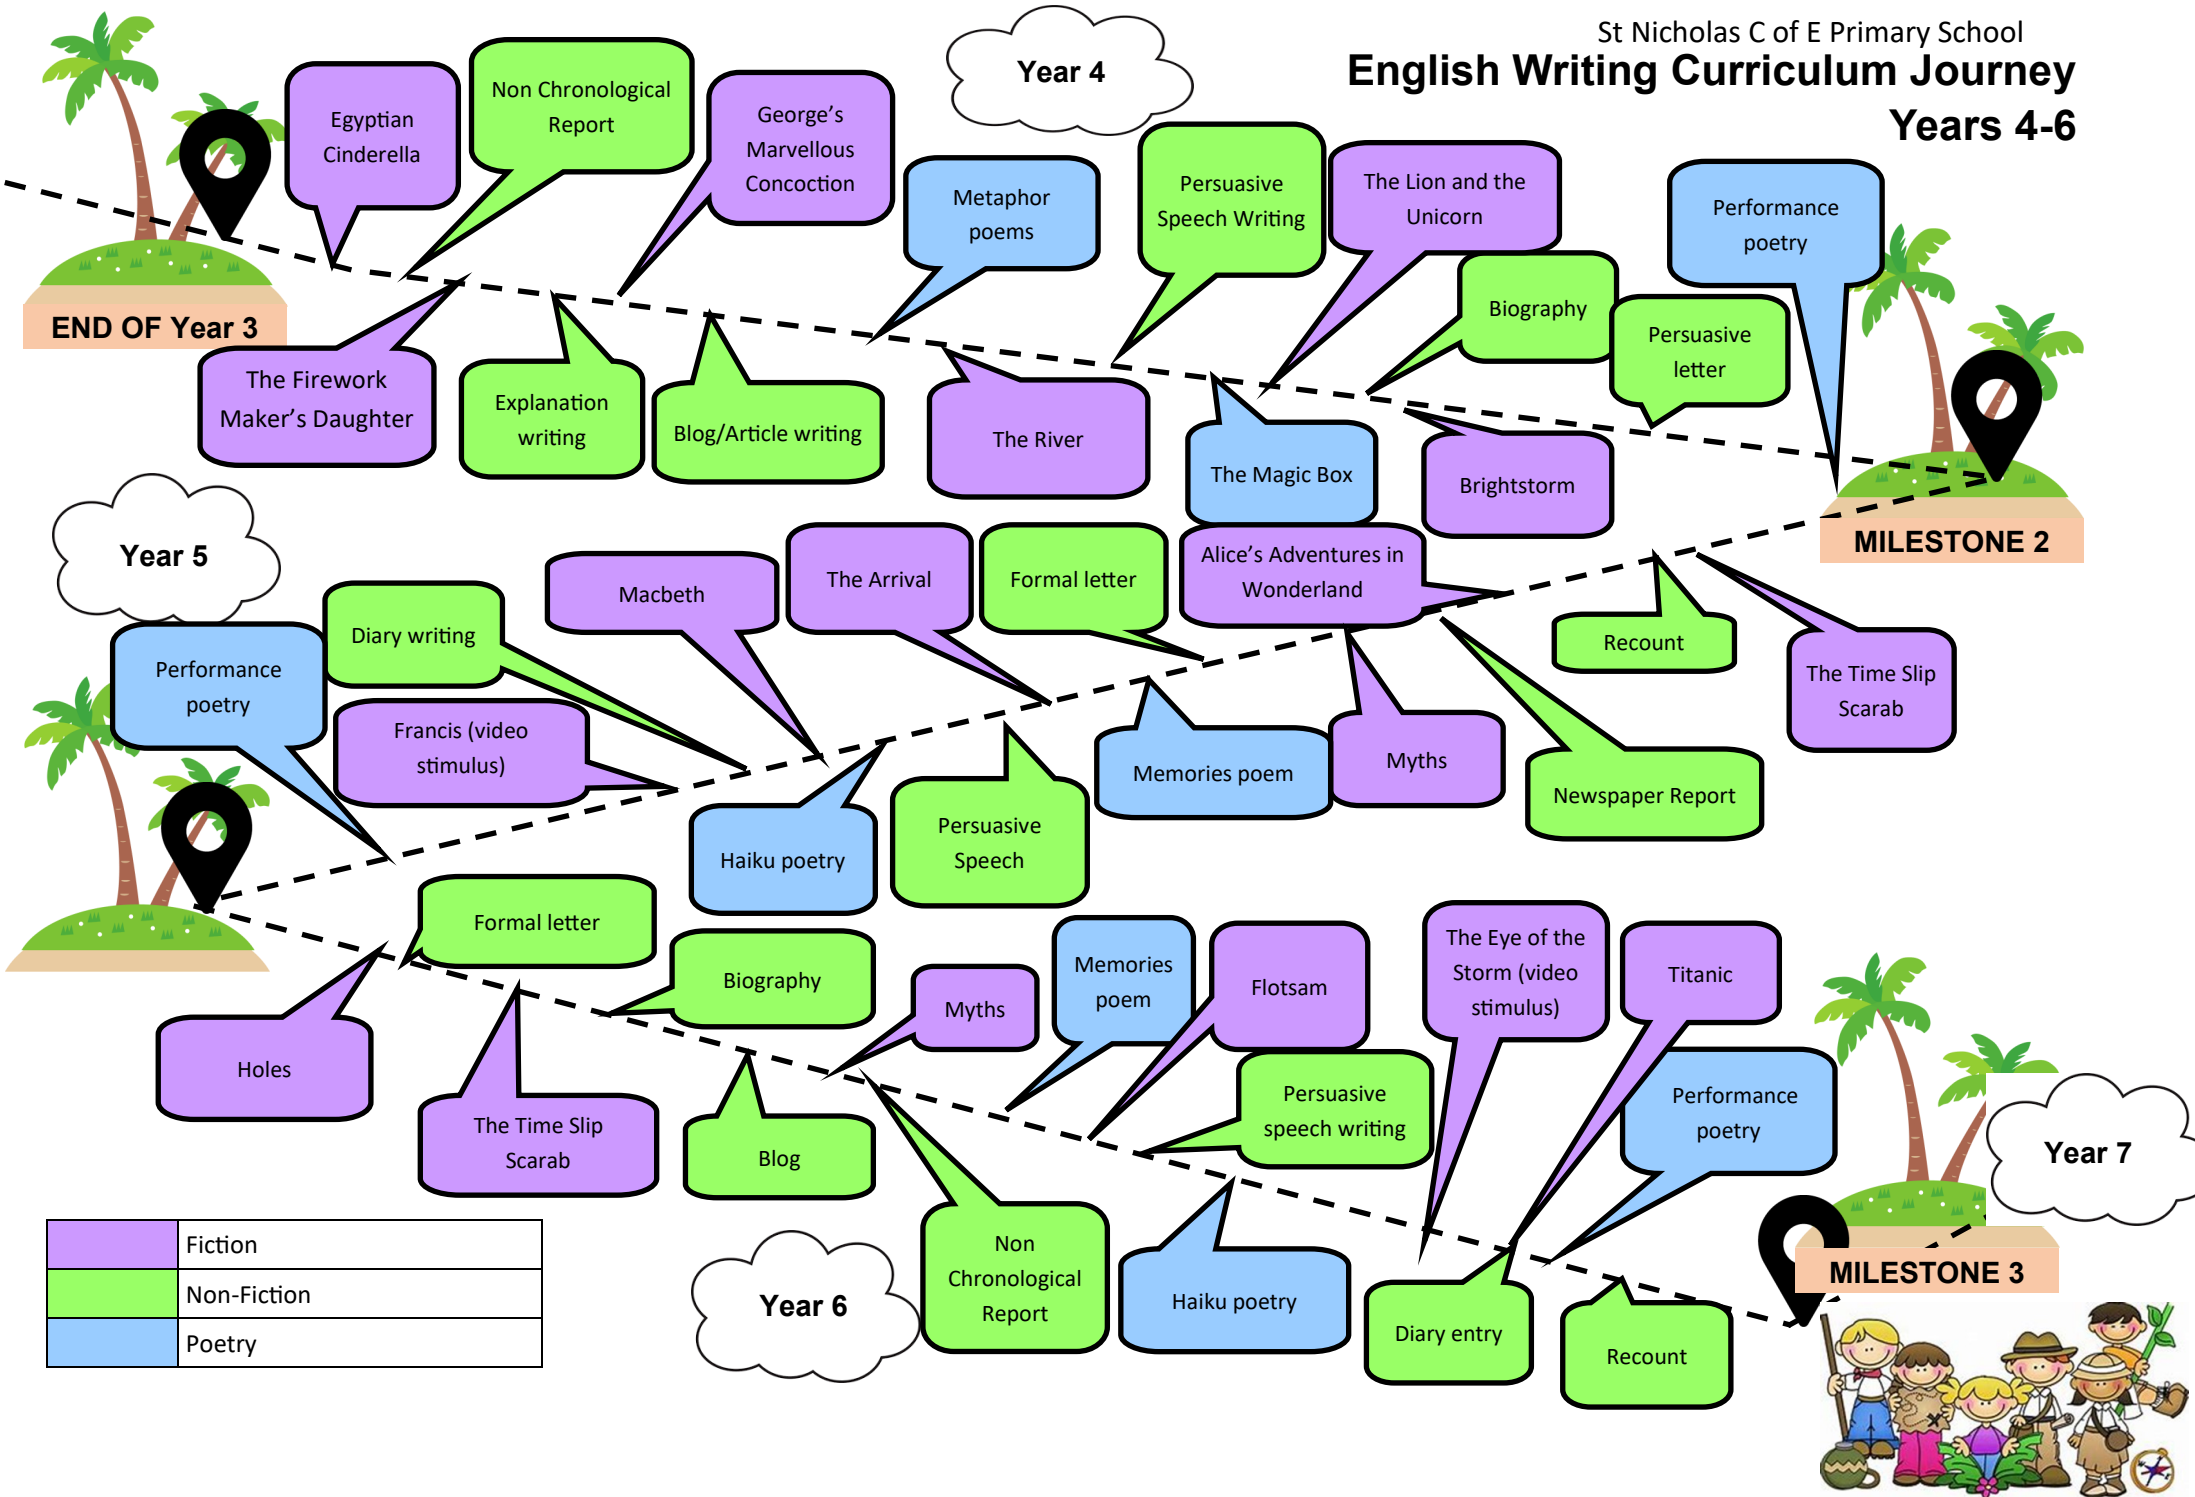 St Nicholas C of E Primary School
English Writing Curriculum Journey
Years 4-6
Year 4
END OF Year 3
Egyptian
Cinderella
Non Chronological
Report
George’s
Marvellous
Concoction
Metaphor
poems
Persuasive
Speech Writing
The Lion and the
Unicorn
Biography
Persuasive
letter
Performance
poetry
The Firework
Maker’s Daughter
Explanation
writing
Blog/Article writing
The River
The Magic Box
Brightstorm
MILESTONE 2
Year 5
Performance
poetry
Diary writing
Francis (video
stimulus)
Macbeth
The Arrival
Formal letter
Alice’s Adventures in
Wonderland
Recount
The Time Slip
Scarab
Haiku poetry
Persuasive
Speech
Memories poem
Myths
Newspaper Report
Formal letter
Biography
Myths
Memories
poem
Flotsam
Persuasive
speech writing
The Eye of the
Storm (video
stimulus)
Titanic
Performance
poetry
Holes
The Time Slip
Scarab
Blog
Non
Chronological
Report
Haiku poetry
Diary entry
Recount
Year 6
Year 7
MILESTONE 3
Fiction
Non-Fiction
Poetry